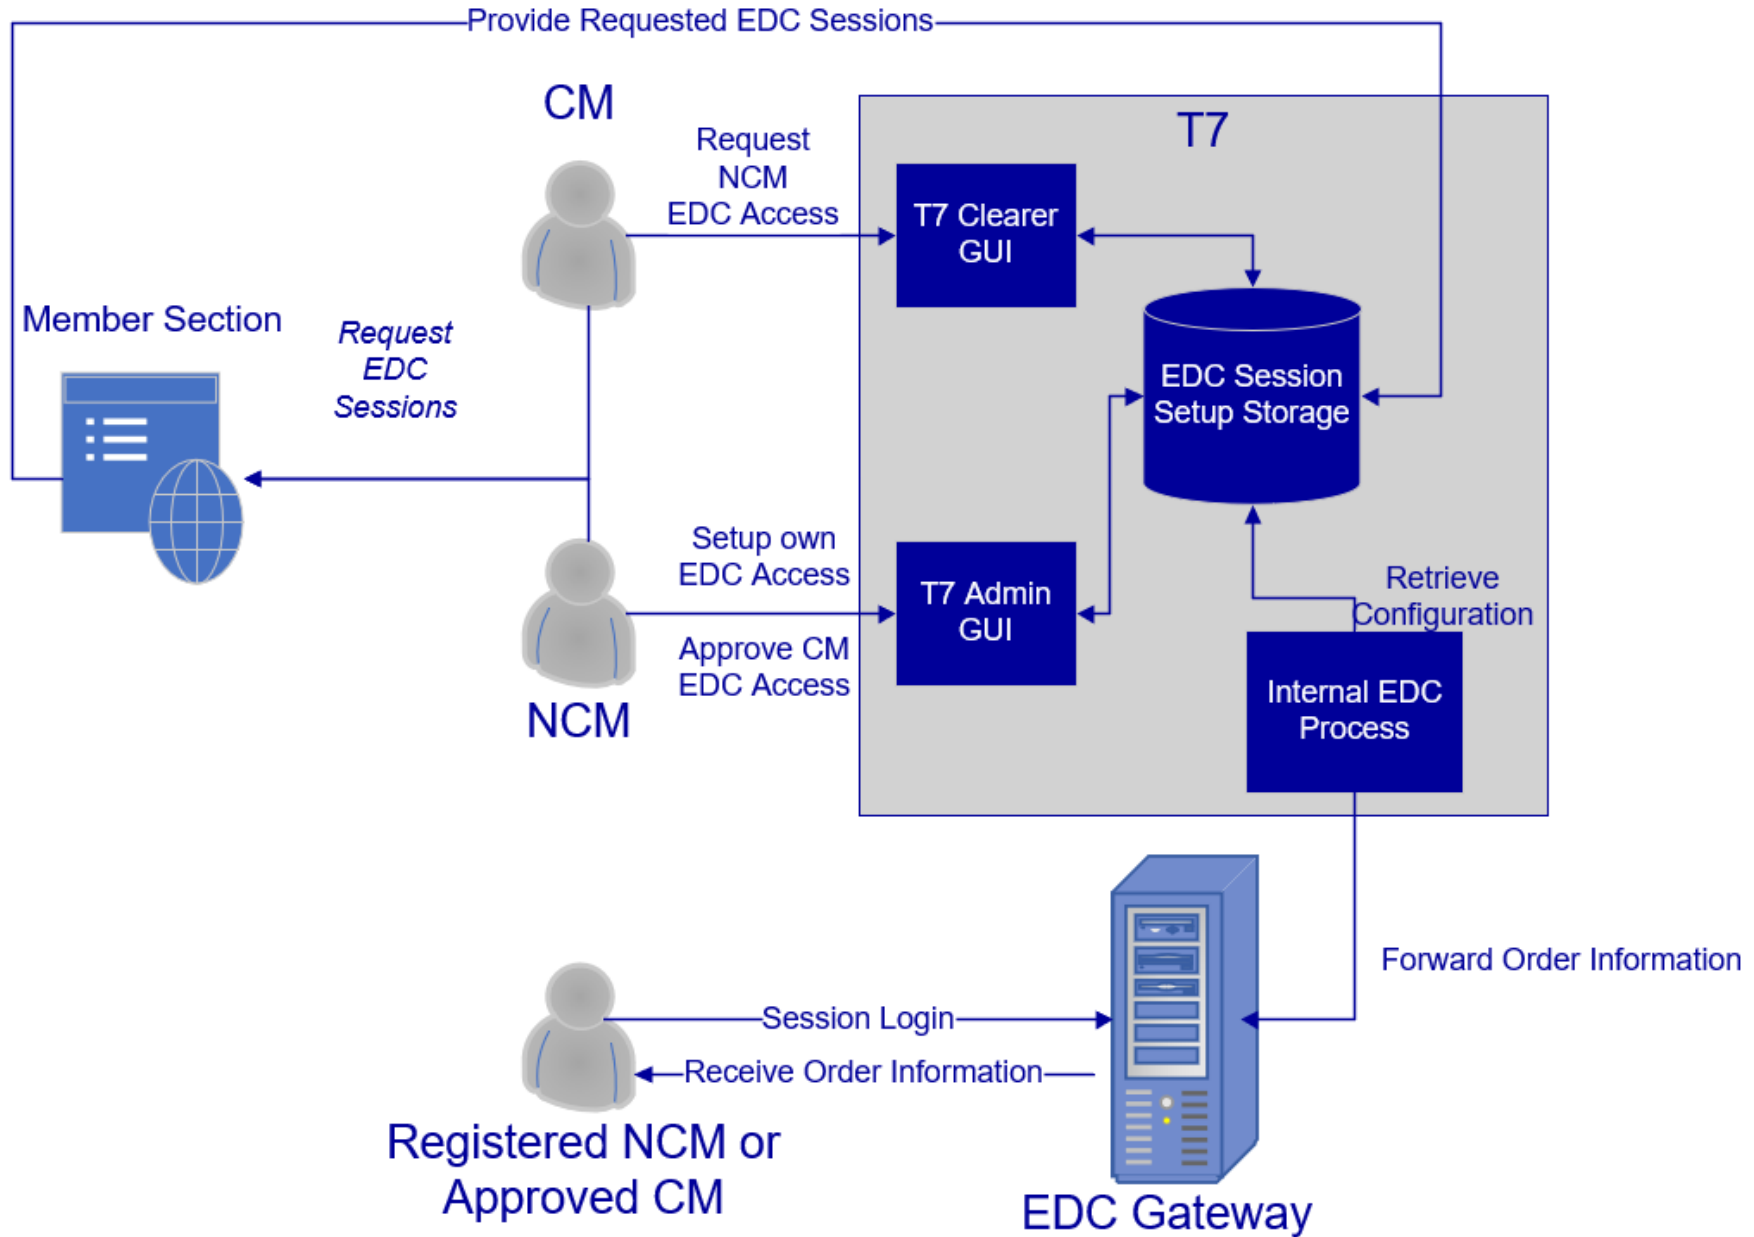 Provide Requested EDC Sessions
CM
T7
Request
NCM
EDC Access
T7 Clearer
GUI
Member Section
Request
EDC
Sessions
EDC Session
Setup Storage
Setup own
EDC Access
T7 Admin
GUI
Approve CM
EDC Access
NCM
Retrieve
Configuration
Internal EDC
Process
Forward Order Information
Session Login
Receive Order Information
Registered NCM or
Approved CM
EDC Gateway